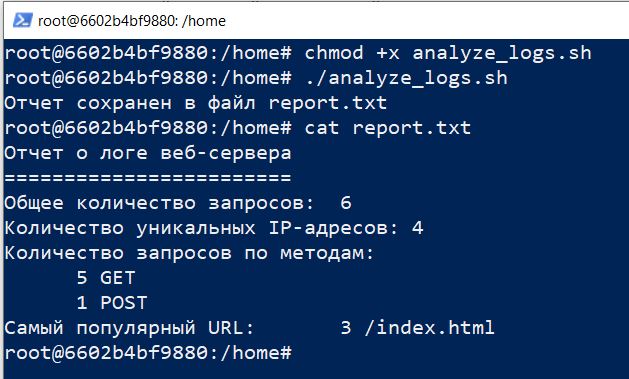 root@6602b4bf9880: /home
root@6602b4bf9880:/home# chmod +x analyze_logs.sh
root@6602b4bf9880:/home# ./analyze_logs.sh
Отчет сохранен в файл report.txt
root@6602b4bf9880:/home# cat report.txt
Отчет о логе веб-сервера
========================
Общее количество запросов:  6
Количество уникальных IP-адресов: 4
Количество запросов по методам:
      5 GET
      1 POST
Самый популярный URL:       3 /index.html
root@6602b4bf9880:/home#